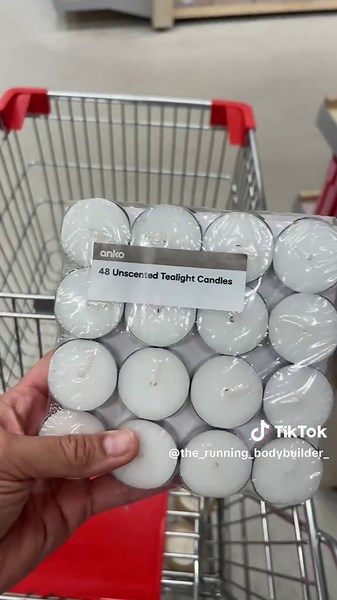 anko
48 Unscented Tealight Candles
TikTok
@the_running_bodybuilder_